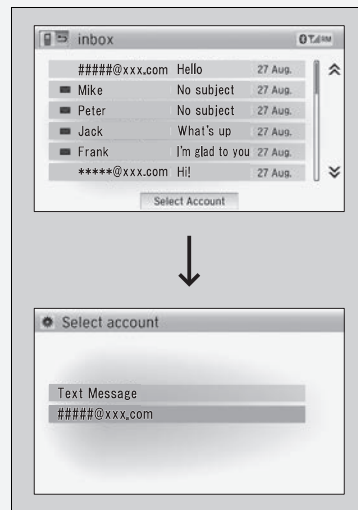 inbox
#####@xxx.com Hello 27 Aug.
Mike No subject 27 Aug.
Peter No subject 27 Aug.
Jack What's up 27 Aug.
Frank I'm glad to you 27 Aug.
*****@xxx.com Hi! 27 Aug.
Select Account
Select account
Text Message
#####@xxx.com